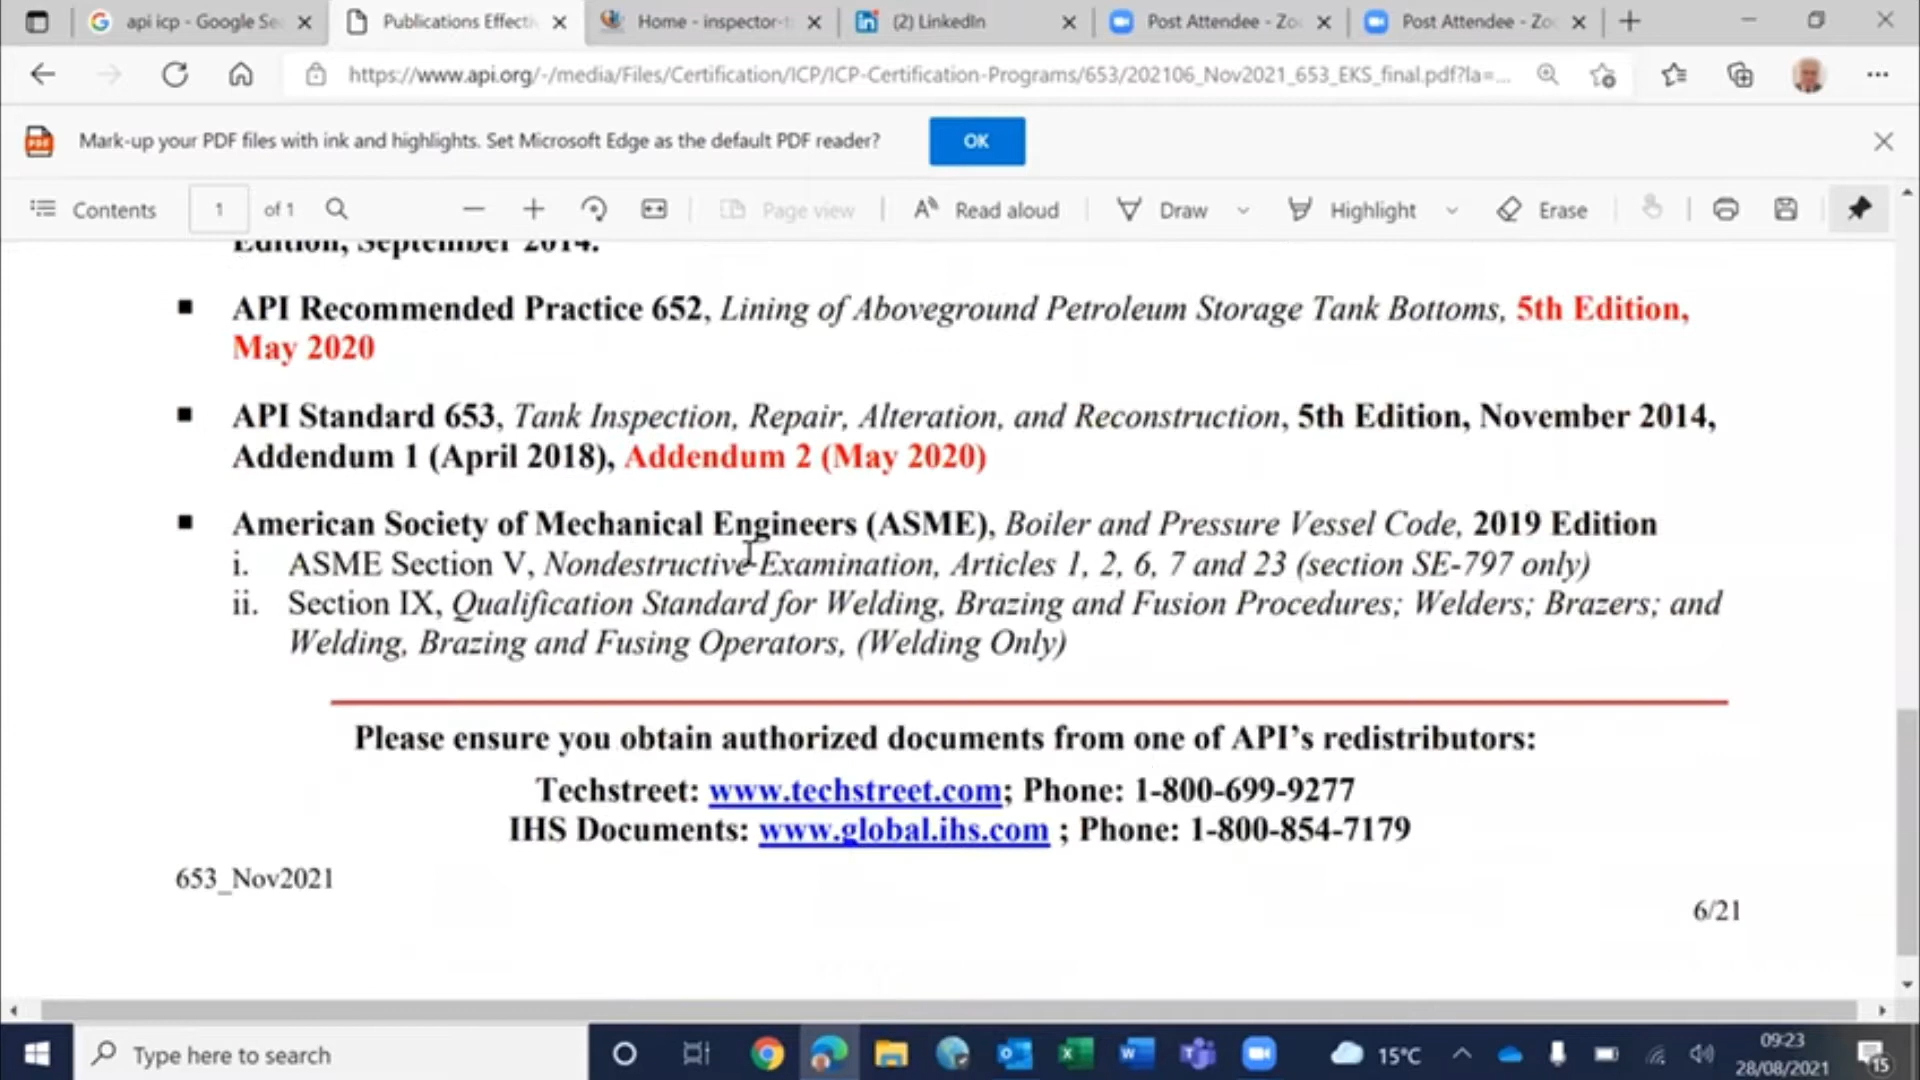 api icp - Google Se
Publications Effecti
Home - inspector-t
(2) LinkedIn
Post Attendee - Zo
Post Attendee - Zo
https://www.api.org/-/media/Files/Certification/ICP/ICP-Certification-Programs/653/202106_Nov2021_653_EKS_final.pdf?la=...
Mark-up your PDF files with ink and highlights. Set Microsoft Edge as the default PDF reader? OK
Contents 1 of 1 Page view Read aloud Draw Highlight Erase
Edition, September 2014.
▪ API Recommended Practice 652, Lining of Aboveground Petroleum Storage Tank Bottoms, 5th Edition,
May 2020
▪ API Standard 653, Tank Inspection, Repair, Alteration, and Reconstruction, 5th Edition, November 2014,
Addendum 1 (April 2018), Addendum 2 (May 2020)
▪ American Society of Mechanical Engineers (ASME), Boiler and Pressure Vessel Code, 2019 Edition
i. ASME Section V, Nondestructive Examination, Articles 1, 2, 6, 7 and 23 (section SE-797 only)
ii. Section IX, Qualification Standard for Welding, Brazing and Fusion Procedures; Welders; Brazers; and
Welding, Brazing and Fusing Operators, (Welding Only)
Please ensure you obtain authorized documents from one of API’s redistributors:
Techstreet: www.techstreet.com; Phone: 1-800-699-9277
IHS Documents: www.global.ihs.com ; Phone: 1-800-854-7179
653_Nov2021
6/21
Type here to search
15°C
09:23
28/08/2021
15